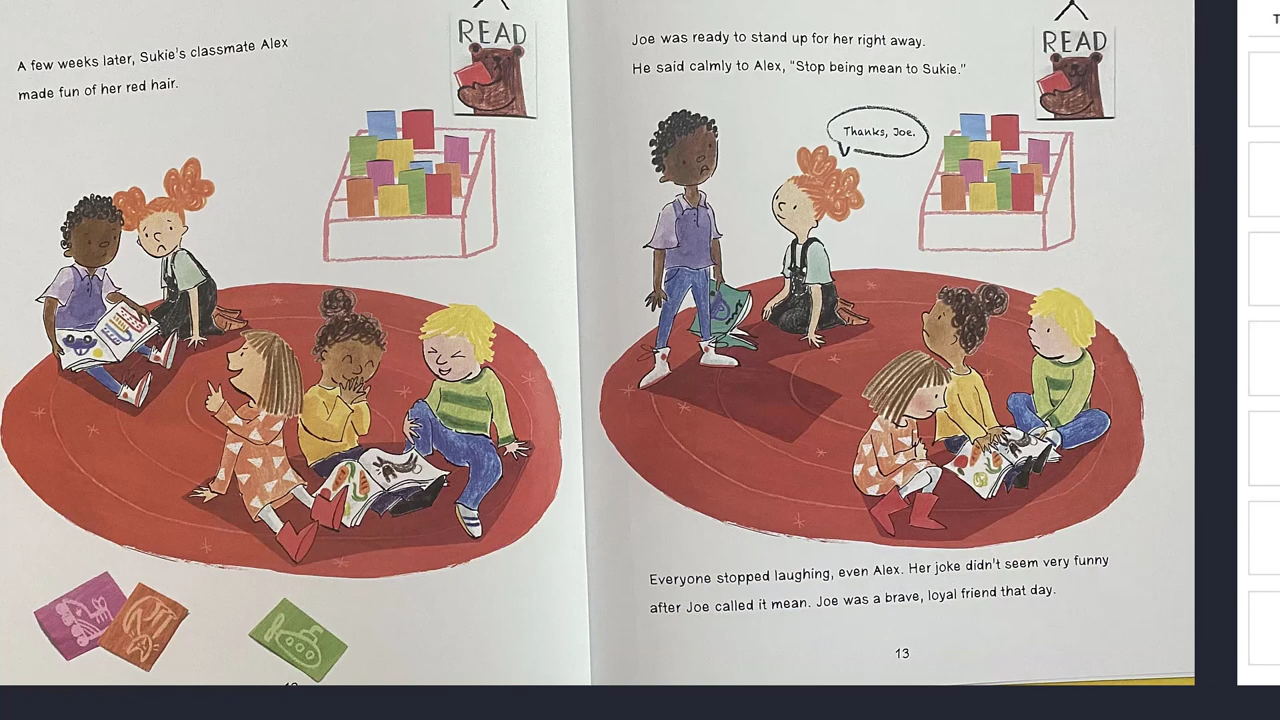 A few weeks later, Sukie's classmate Alex
made fun of her red hair.
READ
Joe was ready to stand up for her right away.
He said calmly to Alex, "Stop being mean to Sukie."
READ
Thanks, Joe.
Everyone stopped laughing, even Alex. Her joke didn't seem very funny
after Joe called it mean. Joe was a brave, loyal friend that day.
13